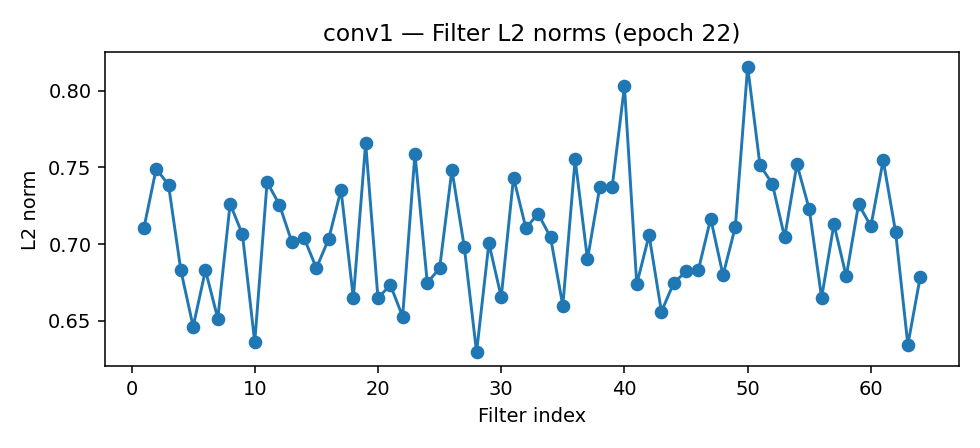 conv1 — Filter L2 norms (epoch 22)
0.80
0.75
0.70
0.65
L2 norm
0 10 20 30 40 50 60
Filter index